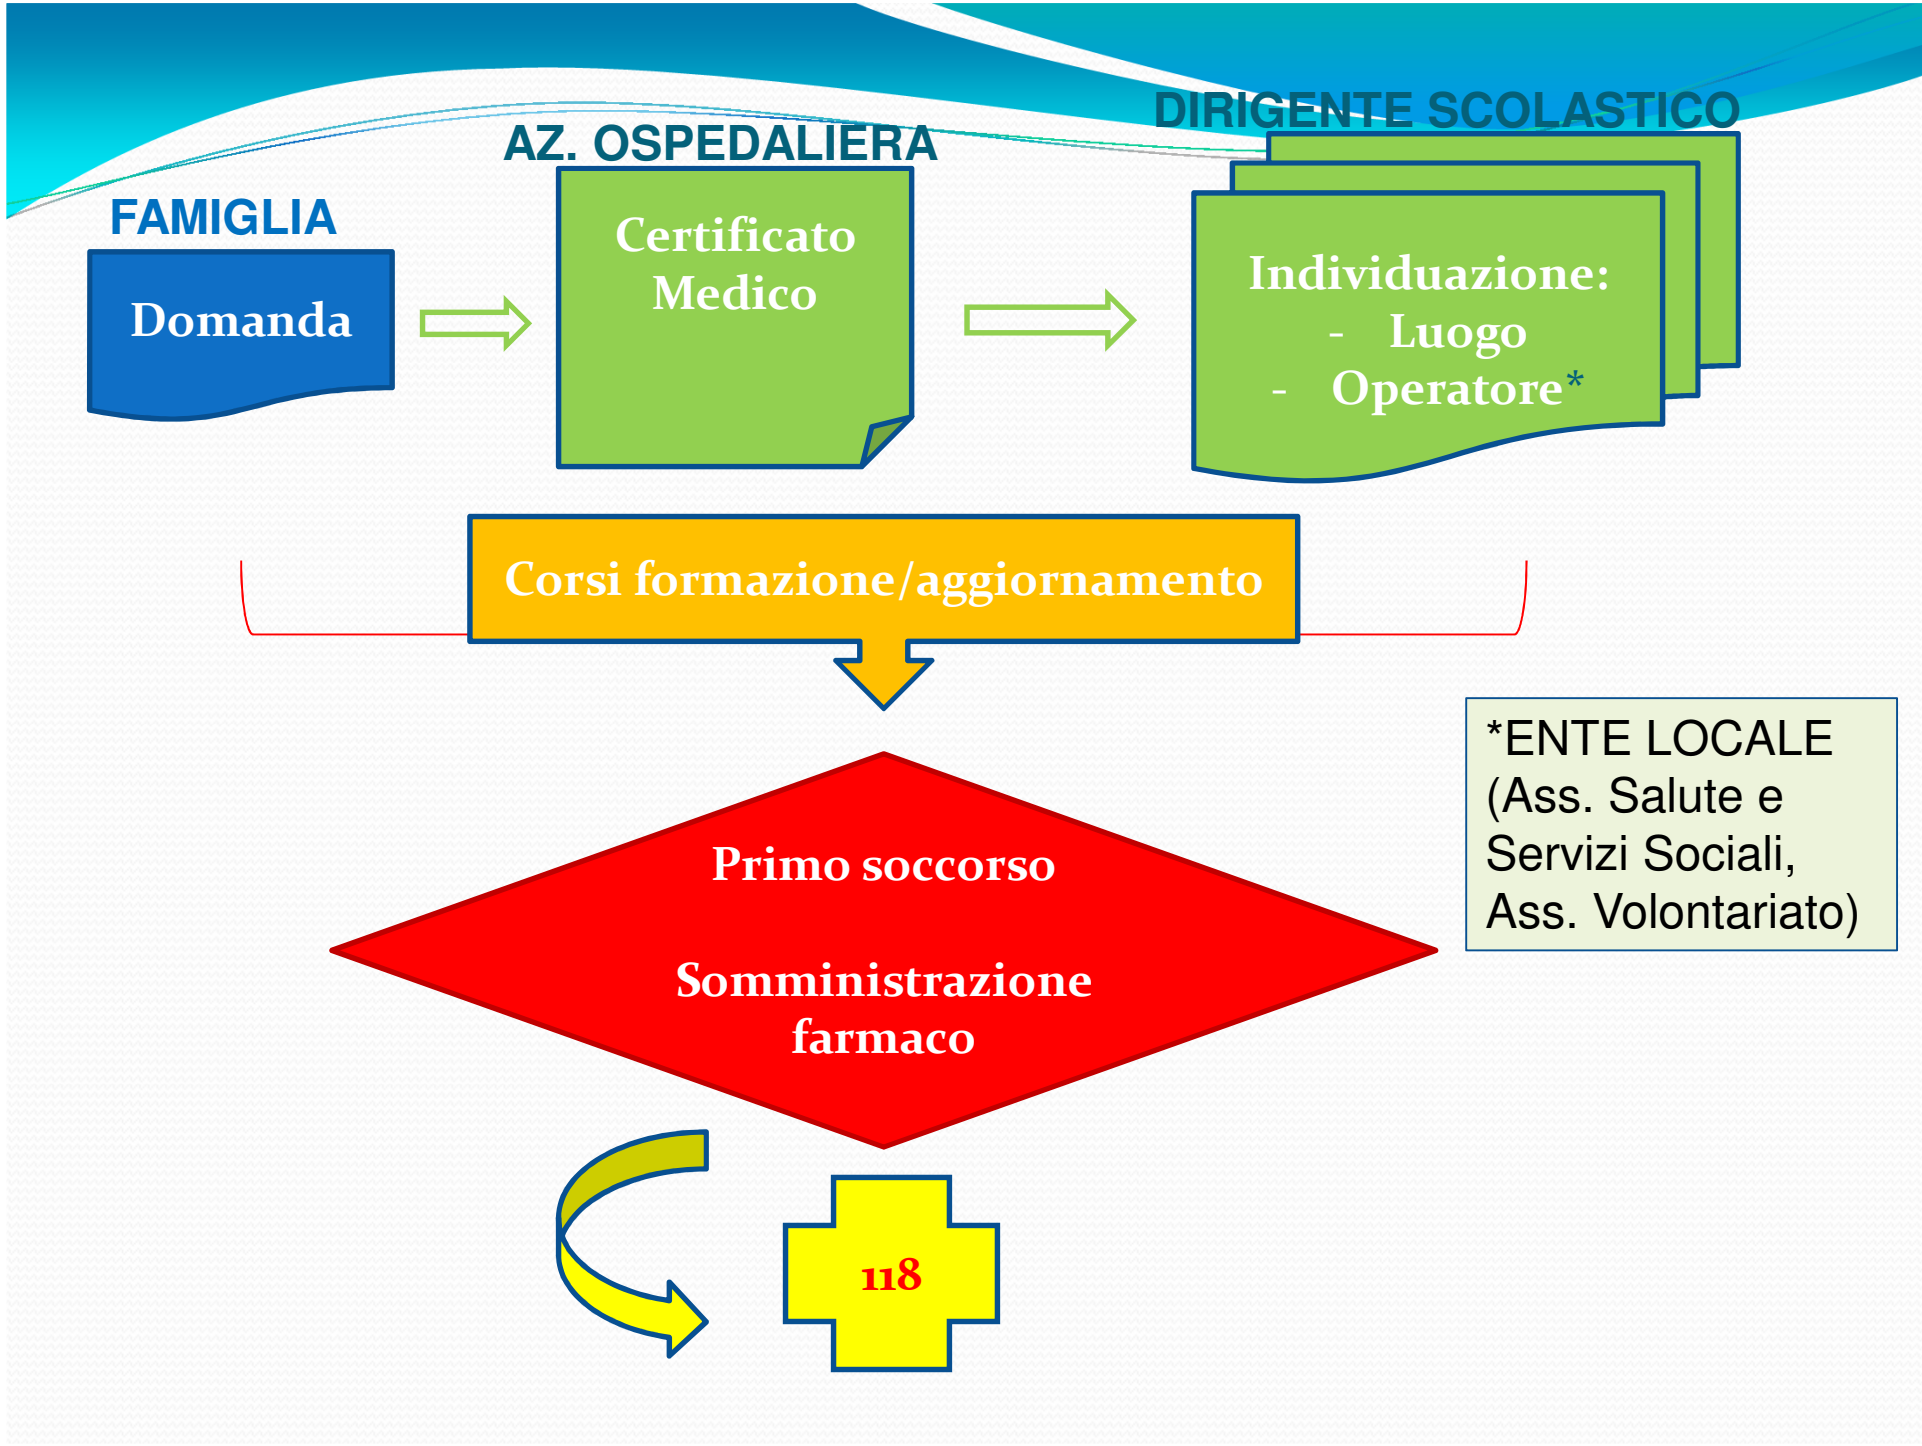 FAMIGLIA
Domanda
AZ. OSPEDALIERA
Certificato
Medico
DIRIGENTE SCOLASTICO
Individuazione:
- Luogo
- Operatore*
Corsi formazione/aggiornamento
*ENTE LOCALE
(Ass. Salute e
Servizi Sociali,
Ass. Volontariato)
Primo soccorso
Somministrazione
farmaco
118